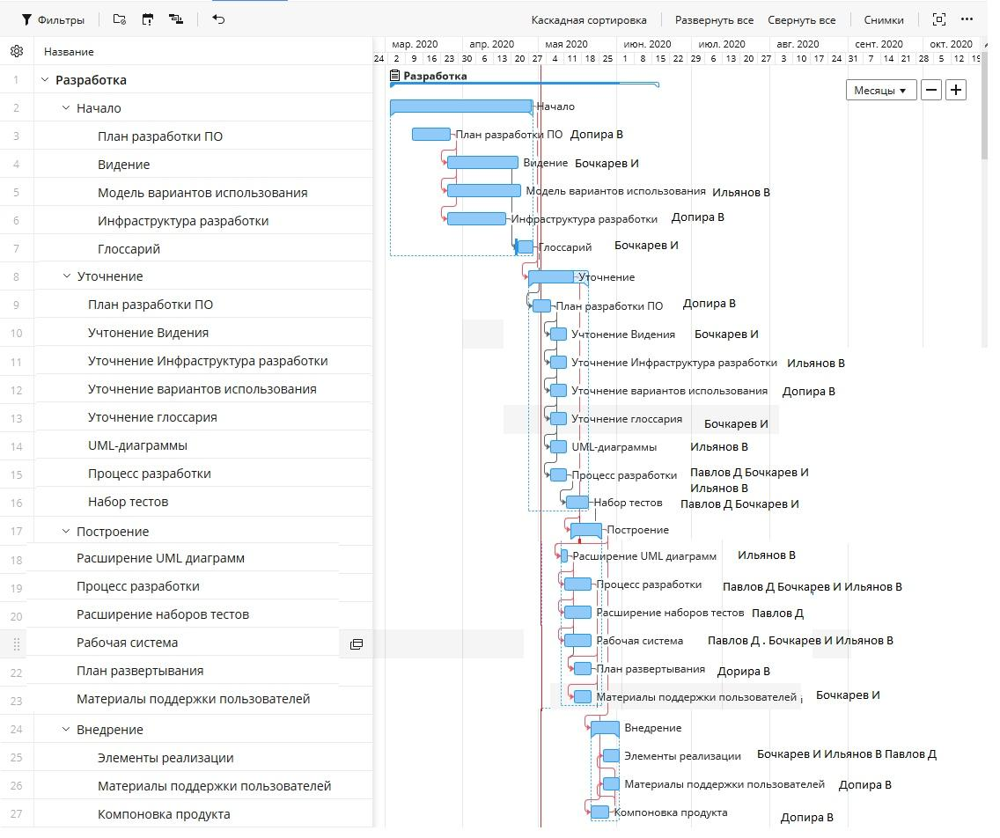 Фильтры
Каскадная сортировка Развернуть все Свернуть все Снимки
Название
мар. 2020 апр. 2020 мая 2020 июн. 2020 июл. 2020 авг. 2020 сент. 2020 окт. 2020
24 2 9 16 23 30 6 13 20 27 4 11 18 25 1 8 15 22 29 6 13 20 27 3 10 17 24 31 7 14 21 28 5 12 19
Месяцы
1 Разработка Разработка
2 Начало Начало
3 План разработки ПО План разработки ПО Допира В
4 Видение Видение Бочкарев И
5 Модель вариантов использования Модель вариантов использования Ильянов В
6 Инфраструктура разработки Инфраструктура разработки Допира В
7 Глоссарий Глоссарий Бочкарев И
8 Уточнение Уточнение
9 План разработки ПО План разработки ПО Допира В
10 Учтонение Видения Учтонение Видения Бочкарев И
11 Уточнение Инфраструктура разработки Уточнение Инфраструктура разработки Ильянов В
12 Уточнение вариантов использования Уточнение вариантов использования Допира В
13 Уточнение глоссария Уточнение глоссария Бочкарев И
14 UML-диаграммы UML-диаграммы Ильянов В
15 Процесс разработки Процесс разработки Павлов Д Бочкарев И
Ильянов В
16 Набор тестов Набор тестов Павлов Д Бочкарев И
17 Построение Построение
18 Расширение UML диаграмм Расширение UML диаграмм Ильянов В
19 Процесс разработки Процесс разработки Павлов Д Бочкарев И Ильянов В
20 Расширение наборов тестов Расширение наборов тестов Павлов Д
Рабочая система Рабочая система Павлов Д . Бочкарев И Ильянов В
22 План развертывания План развертывания Дорира В
23 Материалы поддержки пользователей Материалы поддержки пользователей Бочкарев И
24 Внедрение Внедрение
25 Элементы реализации Элементы реализации Бочкарев И Ильянов В Павлов Д
26 Материалы поддержки пользователей Материалы поддержки пользователей Допира В
27 Компоновка продукта Компоновка продукта Допира В